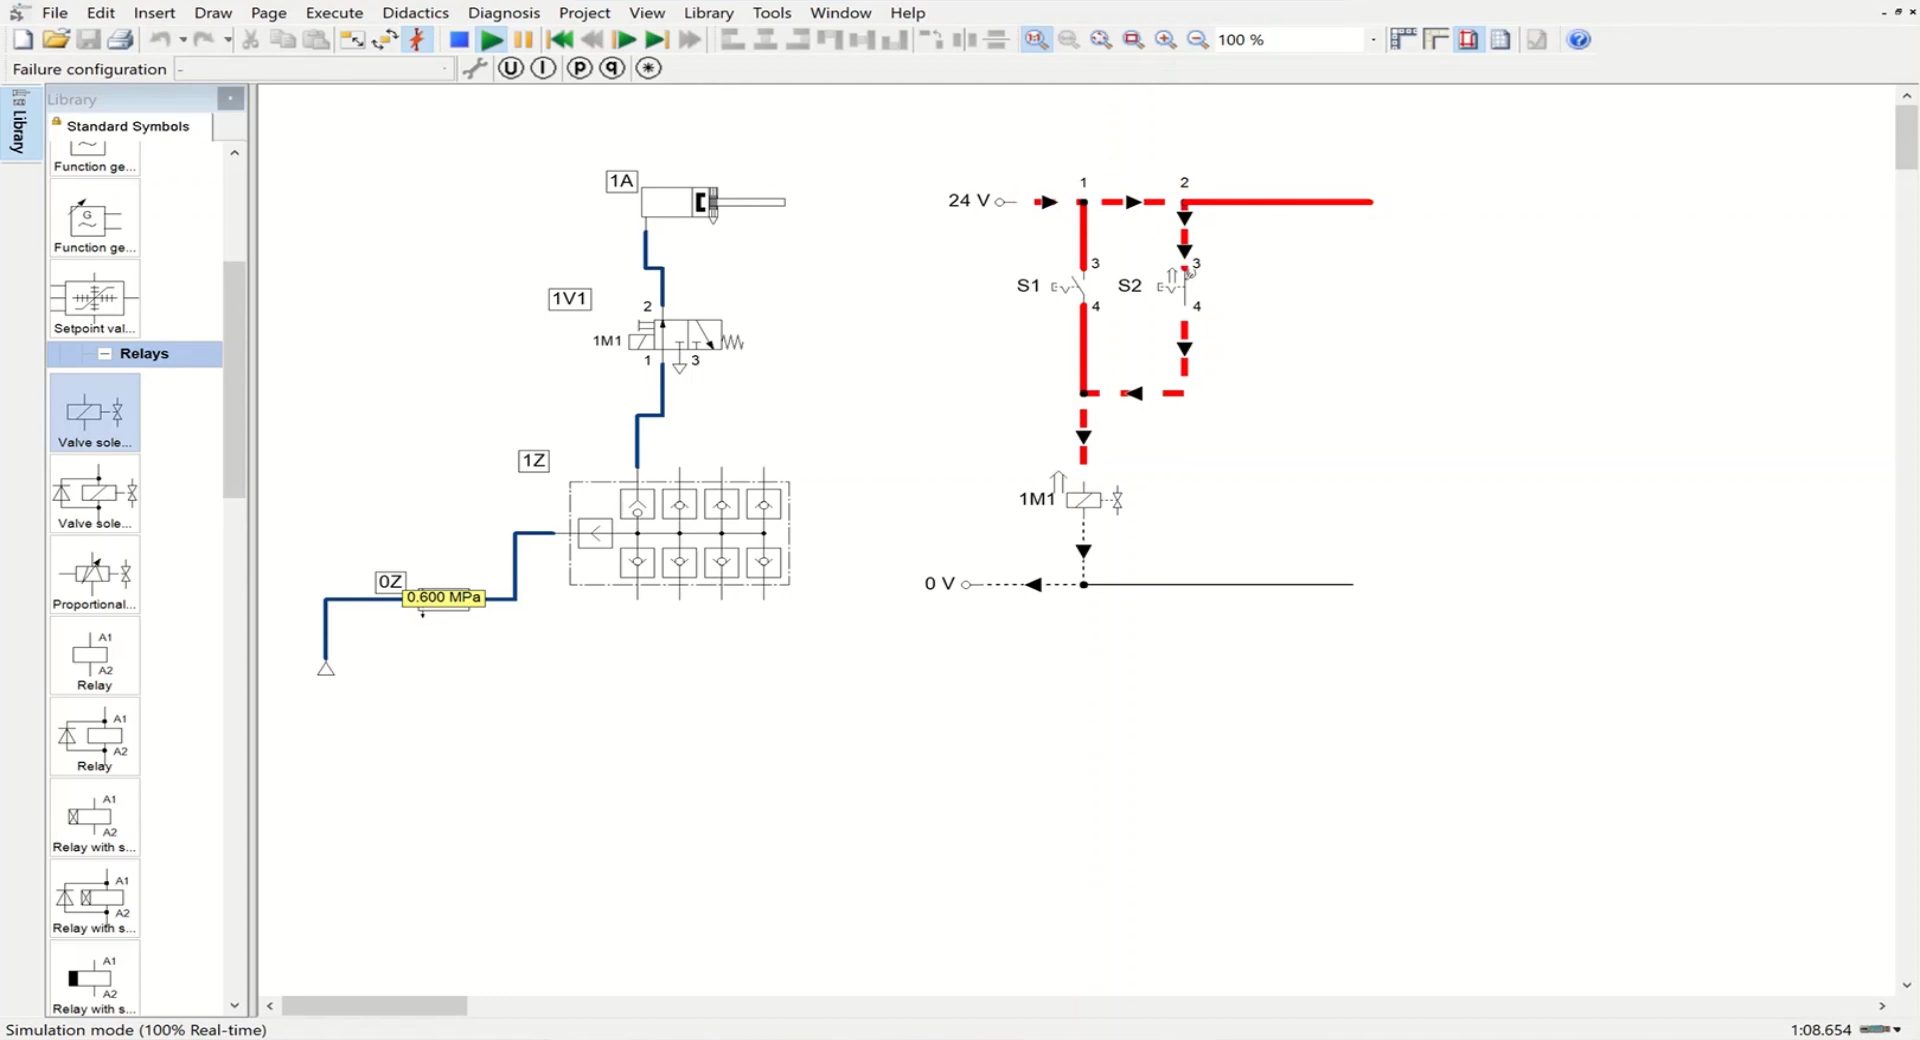 File Edit Insert Draw Page Execute Didactics Diagnosis Project View Library Tools Window Help
100 %
Failure configuration -
U I p q
Library
Library
Standard Symbols
Function ge...
G
Function ge...
Setpoint val...
Relays
Valve sole...
Valve sole...
Proportional...
A1
A2
Relay
A1
A2
Relay
A1
A2
Relay with s...
A1
A2
Relay with s...
A1
A2
Relay with s...
1A
1V1
2
1M1
1 3
1Z
0Z
0.600 MPa
1 2
24 V
3 3
S1 S2
4 4
1M1
0 V
Simulation mode (100% Real-time)
1:08.654